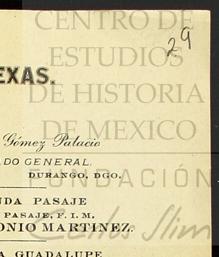 CENTRO DE
ESTUDIOS
29
EXAS.
DE HISTORIA
DE MEXICO
Gómez Palacio
DO GENERAL.
DURANGO, DGO.
FUNDACIÓN
NDA PASAJE
PASAJE, F. I. M.
ONIO MARTINEZ.
Carlos Slim
A GUADALUPE